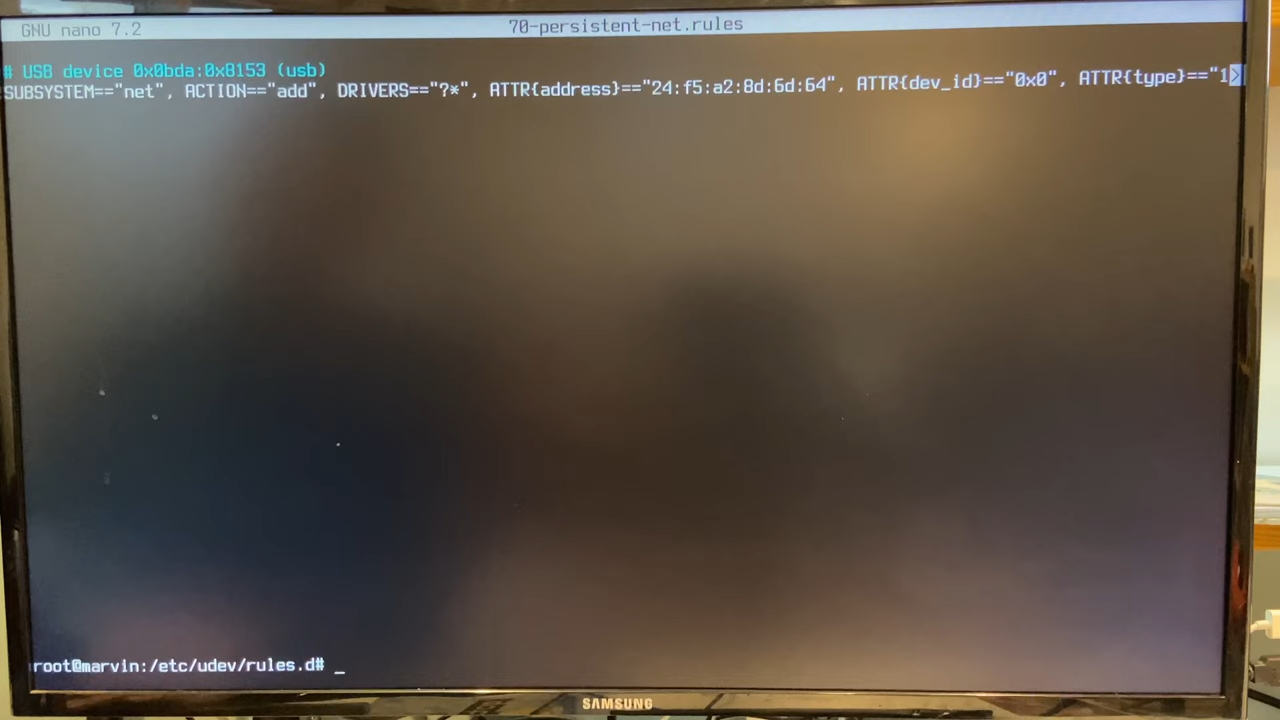 GNU nano 7.2 70-persistent-net.rules
# USB device 0x0bda:0x8153 (usb)
SUBSYSTEM=="net", ACTION=="add", DRIVERS=="?*", ATTR{address}=="24:f5:a2:8d:6d:64", ATTR{dev_id}=="0x0", ATTR{type}=="1>
root@marvin:/etc/udev/rules.d# _
SAMSUNG